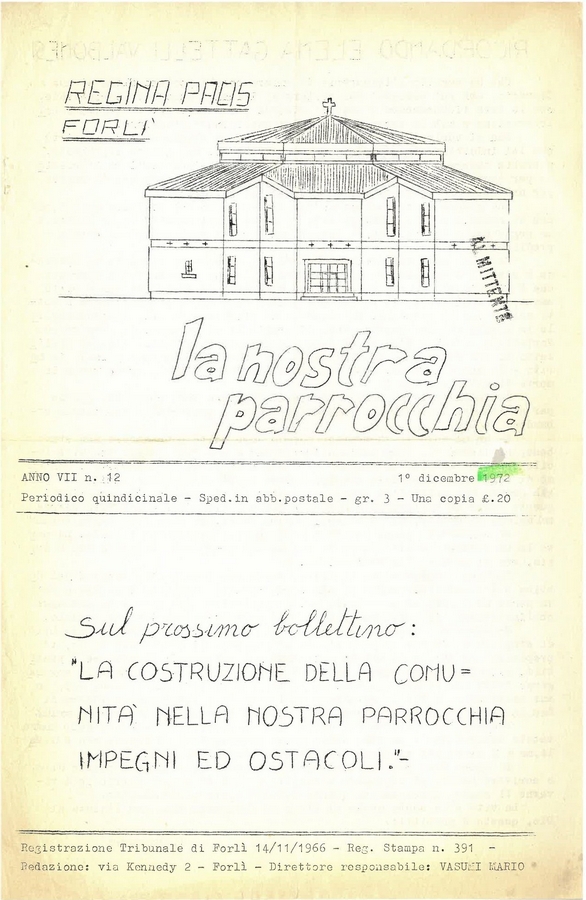 REGINA PACIS
FORLI'
AL MITTENTE
la nostra
parrocchia
ANNO VII n. 12
1° dicembre 1972
Periodico quindicinale - Sped.in abb.postale - gr. 3 - Una copia £.20
Sul prossimo bollettino:
"LA COSTRUZIONE DELLA COMU=
NITA' NELLA NOSTRA PARROCCHIA
IMPEGNI ED OSTACOLI."-
Registrazione Tribunale di Forlì 14/11/1966 - Reg. Stampa n. 391 -
Redazione: via Kennedy 2 - Forlì - Direttore responsabile: MARIO